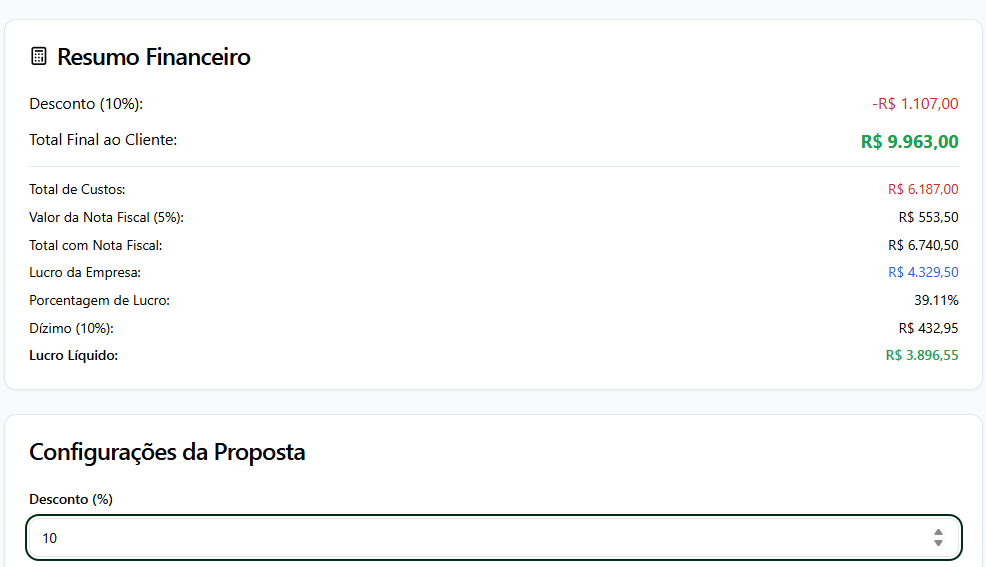 Resumo Financeiro
Desconto (10%): -R$ 1.107,00
Total Final ao Cliente: R$ 9.963,00
Total de Custos: R$ 6.187,00
Valor da Nota Fiscal (5%): R$ 553,50
Total com Nota Fiscal: R$ 6.740,50
Lucro da Empresa: R$ 4.329,50
Porcentagem de Lucro: 39.11%
Dízimo (10%): R$ 432,95
Lucro Líquido: R$ 3.896,55
Configurações da Proposta
Desconto (%)
10